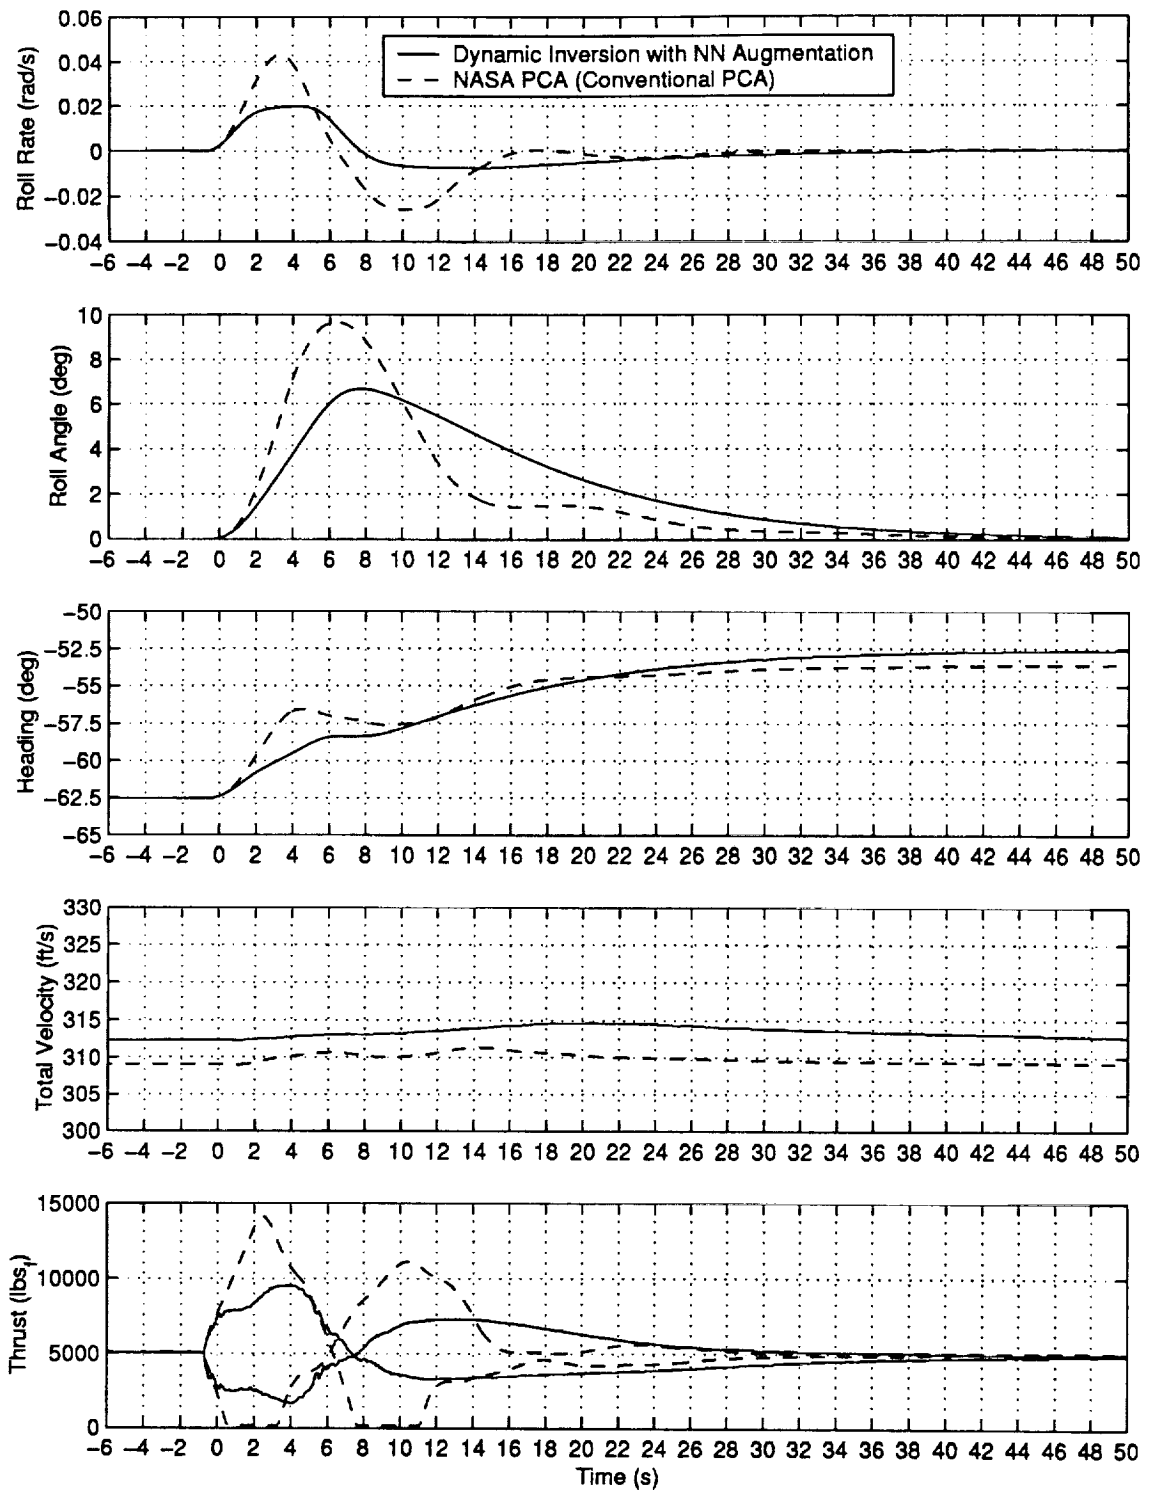 0.06
0.04
0.02
0
−0.02
−0.04
Roll Rate (rad/s)
Dynamic Inversion with NN Augmentation
NASA PCA (Conventional PCA)
−6 −4 −2 0 2 4 6 8 10 12 14 16 18 20 22 24 26 28 30 32 34 36 38 40 42 44 46 48 50
10
8
6
4
2
0
Roll Angle (deg)
−6 −4 −2 0 2 4 6 8 10 12 14 16 18 20 22 24 26 28 30 32 34 36 38 40 42 44 46 48 50
−50
−52.5
−55
−57.5
−60
−62.5
−65
Heading (deg)
−6 −4 −2 0 2 4 6 8 10 12 14 16 18 20 22 24 26 28 30 32 34 36 38 40 42 44 46 48 50
330
325
320
315
310
305
300
Total Velocity (ft/s)
−6 −4 −2 0 2 4 6 8 10 12 14 16 18 20 22 24 26 28 30 32 34 36 38 40 42 44 46 48 50
15000
10000
5000
0
Thrust (lbsf)
−6 −4 −2 0 2 4 6 8 10 12 14 16 18 20 22 24 26 28 30 32 34 36 38 40 42 44 46 48 50
Time (s)